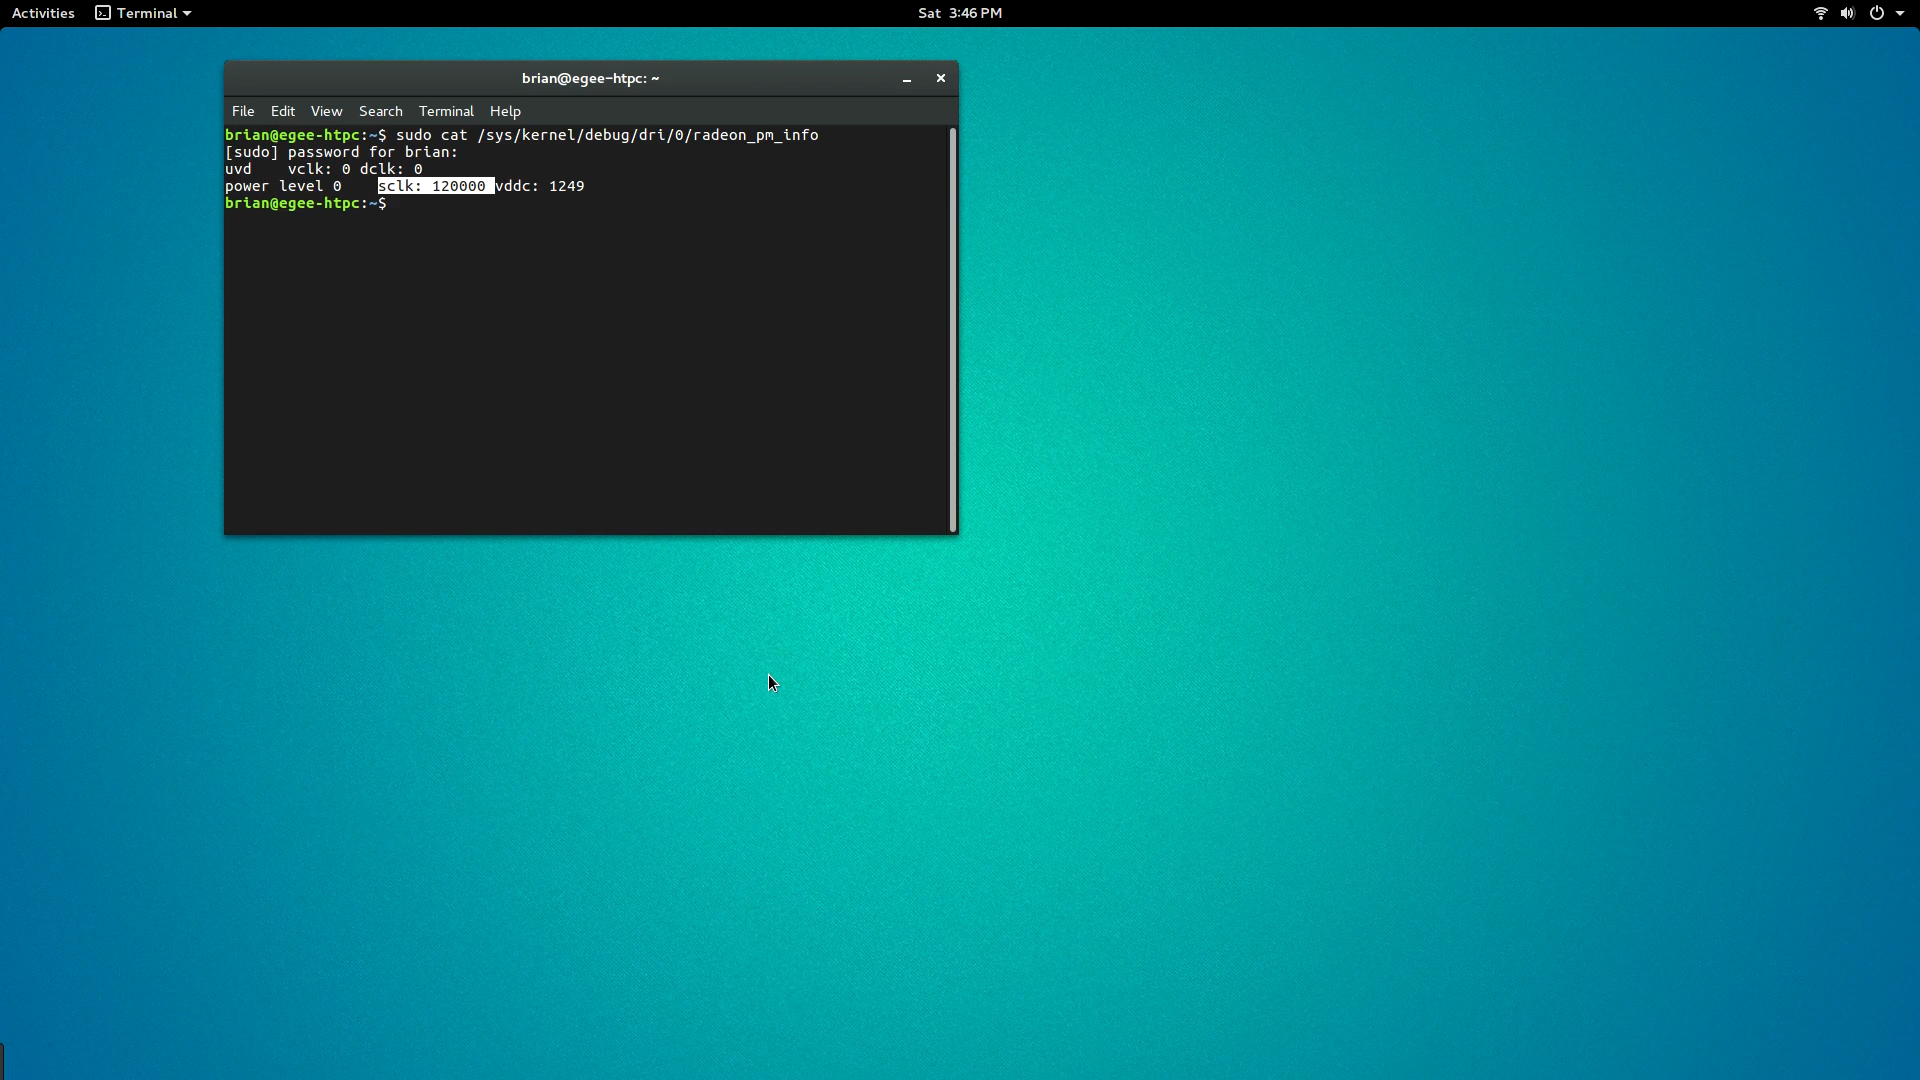 Activities Terminal Sat 3:46 PM
brian@egee-htpc: ~
File Edit View Search Terminal Help
brian@egee-htpc:~$ sudo cat /sys/kernel/debug/dri/0/radeon_pm_info
[sudo] password for brian:
uvd    vclk: 0 dclk: 0
power level 0    sclk: 120000 vddc: 1249
brian@egee-htpc:~$